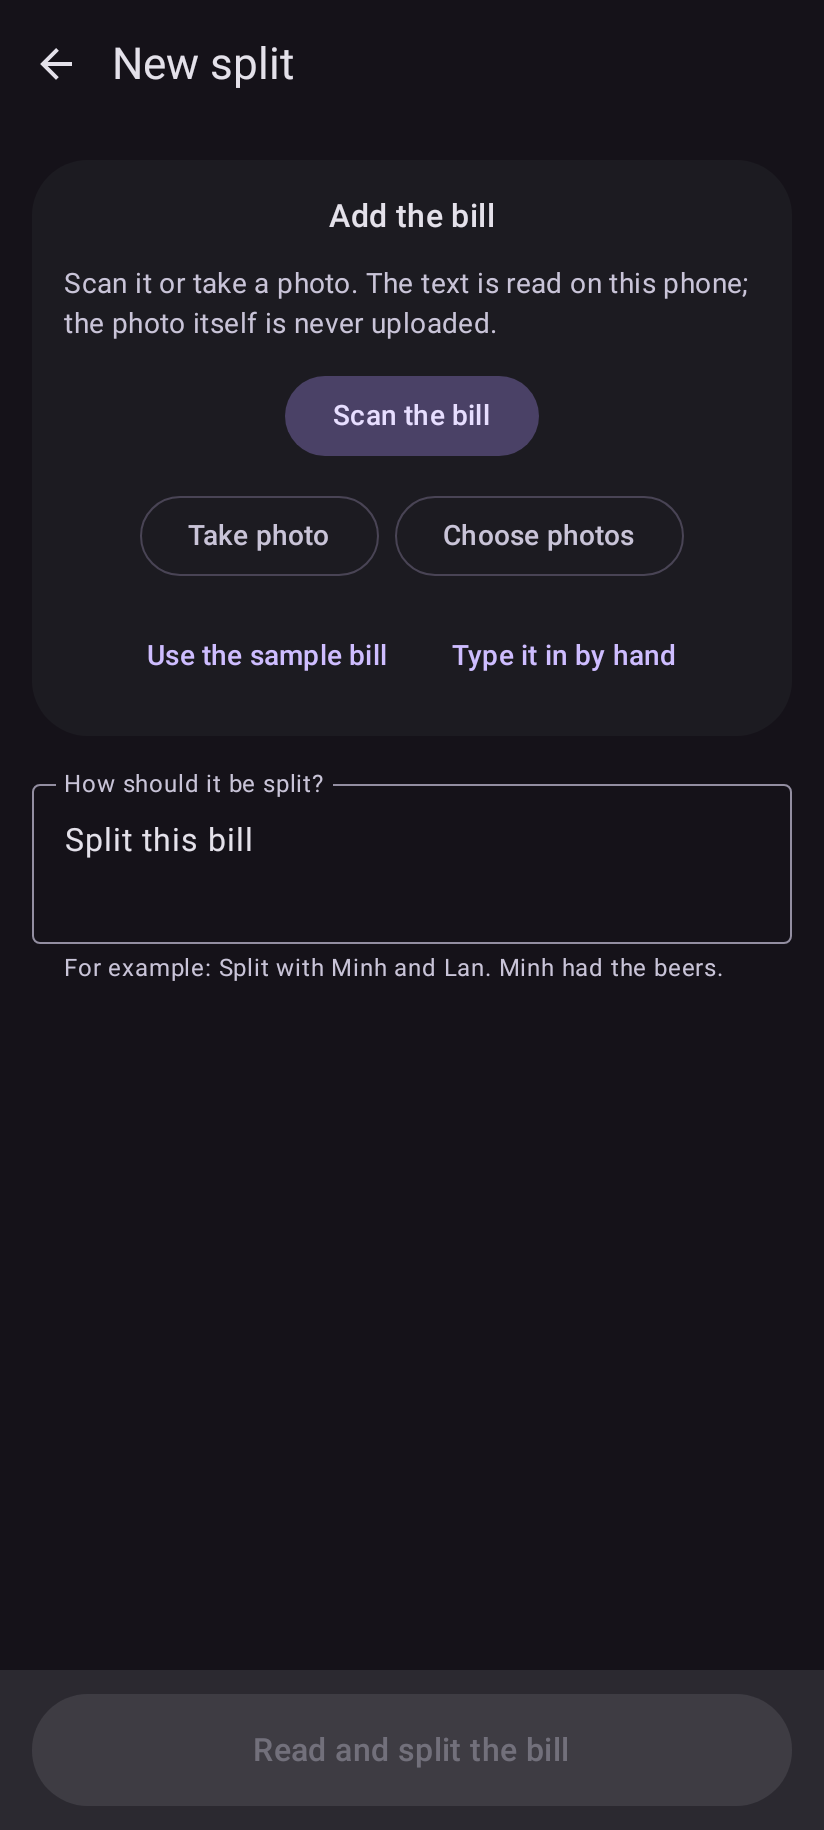 New split
Add the bill
Scan it or take a photo. The text is read on this phone;
the photo itself is never uploaded.
Scan the bill
Take photo
Choose photos
Use the sample bill
Type it in by hand
How should it be split?
Split this bill
For example: Split with Minh and Lan. Minh had the beers.
Read and split the bill